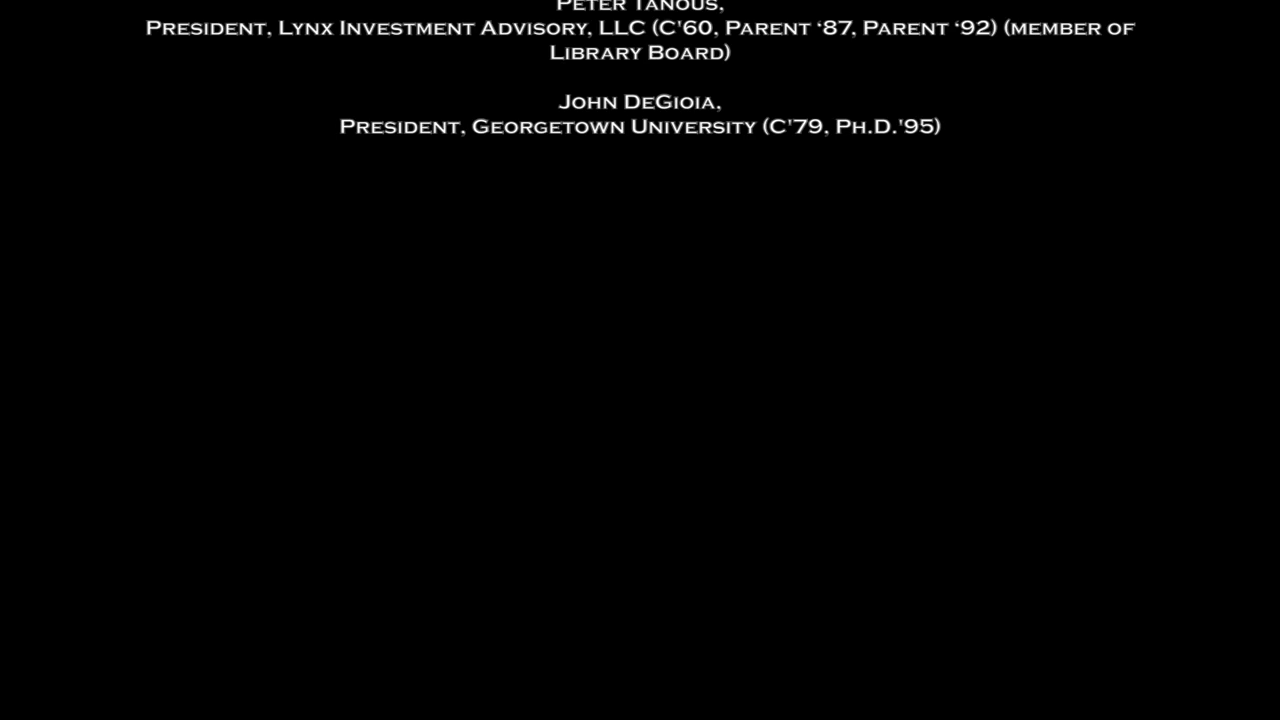 Peter Tanous,
President, Lynx Investment Advisory, LLC (C'60, Parent ‘87, Parent ‘92) (member of
Library Board)
John DeGioia,
President, Georgetown University (C'79, Ph.D.'95)